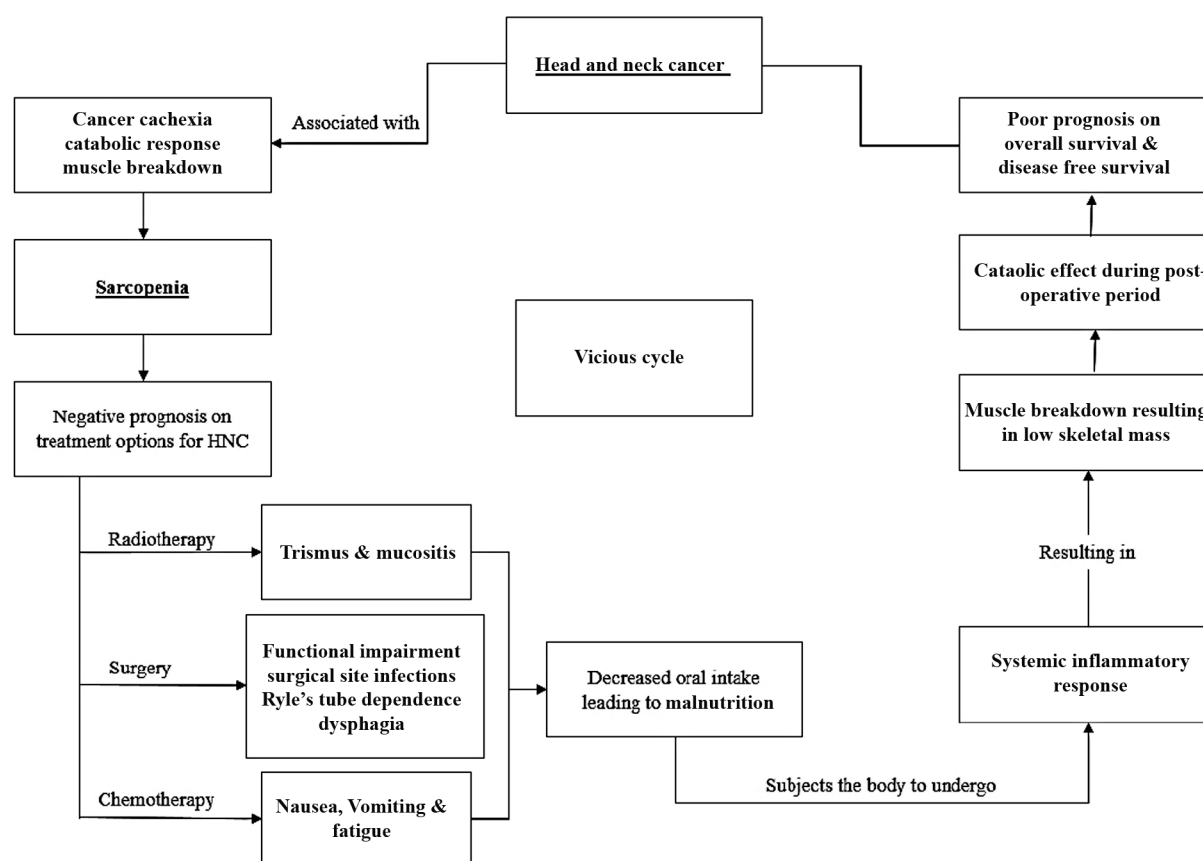 Head and neck cancer
Cancer cachexia
catabolic response
muscle breakdown
Associated with
Poor prognosis on
overall survival &
disease free survival
Sarcopenia
Cataolic effect during post-
operative period
Vicious cycle
Negative prognosis on
treatment options for HNC
Muscle breakdown resulting
in low skeletal mass
Radiotherapy
Trismus & mucositis
Resulting in
Surgery
Functional impairment
surgical site infections
Ryle's tube dependence
dysphagia
Decreased oral intake
leading to malnutrition
Systemic inflammatory
response
Chemotherapy
Nausea, Vomiting &
fatigue
Subjects the body to undergo